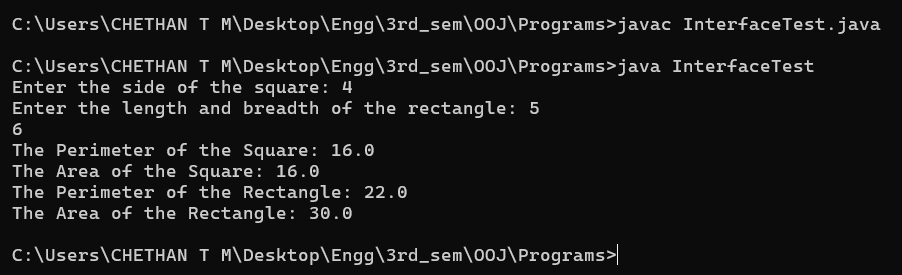 C:\Users\CHETHAN T M\Desktop\Engg\3rd_sem\OOJ\Programs>javac InterfaceTest.java
C:\Users\CHETHAN T M\Desktop\Engg\3rd_sem\OOJ\Programs>java InterfaceTest
Enter the side of the square: 4
Enter the length and breadth of the rectangle: 5
6
The Perimeter of the Square: 16.0
The Area of the Square: 16.0
The Perimeter of the Rectangle: 22.0
The Area of the Rectangle: 30.0
C:\Users\CHETHAN T M\Desktop\Engg\3rd_sem\OOJ\Programs>